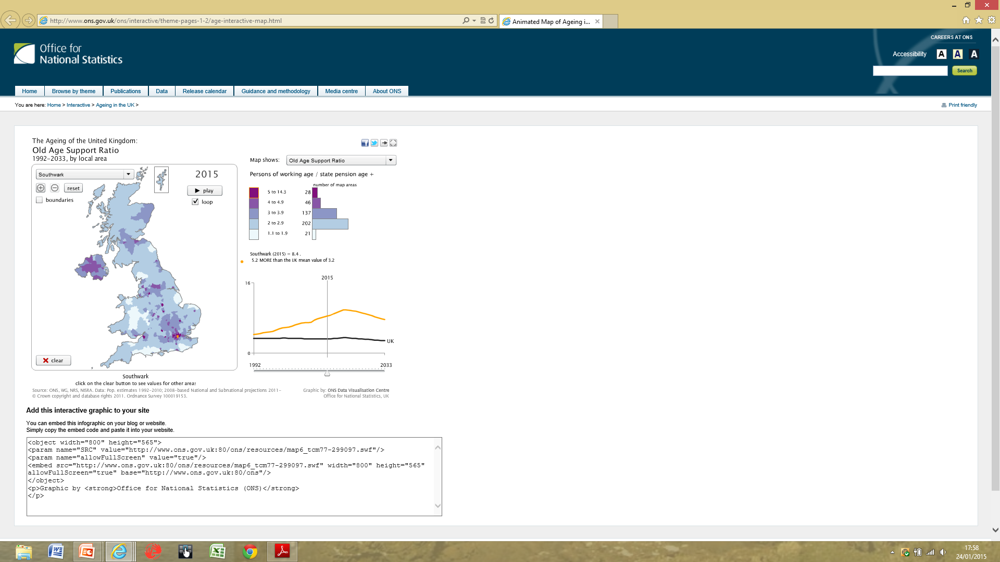 http://www.ons.gov.uk/ons/interactive/theme-pages-1-2/age-interactive-map.html
Animated Map of Ageing i...
Office for
National Statistics
CAREERS AT ONS
Accessibility A A A
Search
Home Browse by theme Publications Data Release calendar Guidance and methodology Media centre About ONS
You are here: Home > Interactive > Ageing in the UK >
Print friendly
The Ageing of the United Kingdom:
Old Age Support Ratio
1992-2033, by local area
Southwark
2015
reset
play
boundaries
loop
clear
Southwark
click on the clear button to see values for other areas
Map shows: Old Age Support Ratio
Persons of working age / state pension age +
number of map areas
5 to 14.3 28
4 to 4.9 46
3 to 3.9 137
2 to 2.9 202
1.1 to 1.9 21
Southwark (2015) = 8.4 .
5.2 MORE than the UK mean value of 3.2
2015
16
UK
0
1992 2033
Source: ONS, WG, NRS, NISRA. Data: Pop. estimates 1992-2010; 2008-based National and Subnational projections 2011-
© Crown copyright and database rights 2011. Ordnance Survey 100019153.
Graphic by: ONS Data Visualisation Centre
Office for National Statistics, UK
Add this interactive graphic to your site
You can embed this infographic on your blog or website.
Simply copy the embed code and paste it into your website.
<object width="800" height="565">
<param name="SRC" value="http://www.ons.gov.uk:80/ons/resources/map6_tcm77-299097.swf"/>
<param name="allowFullScreen" value="true"/>
<embed src="http://www.ons.gov.uk:80/ons/resources/map6_tcm77-299097.swf" width="800" height="565"
allowFullScreen="true" base="http://www.ons.gov.uk:80/ons"/>
</object>
<p>Graphic by <strong>Office for National Statistics (ONS)</strong>
</p>
17:58
24/01/2015